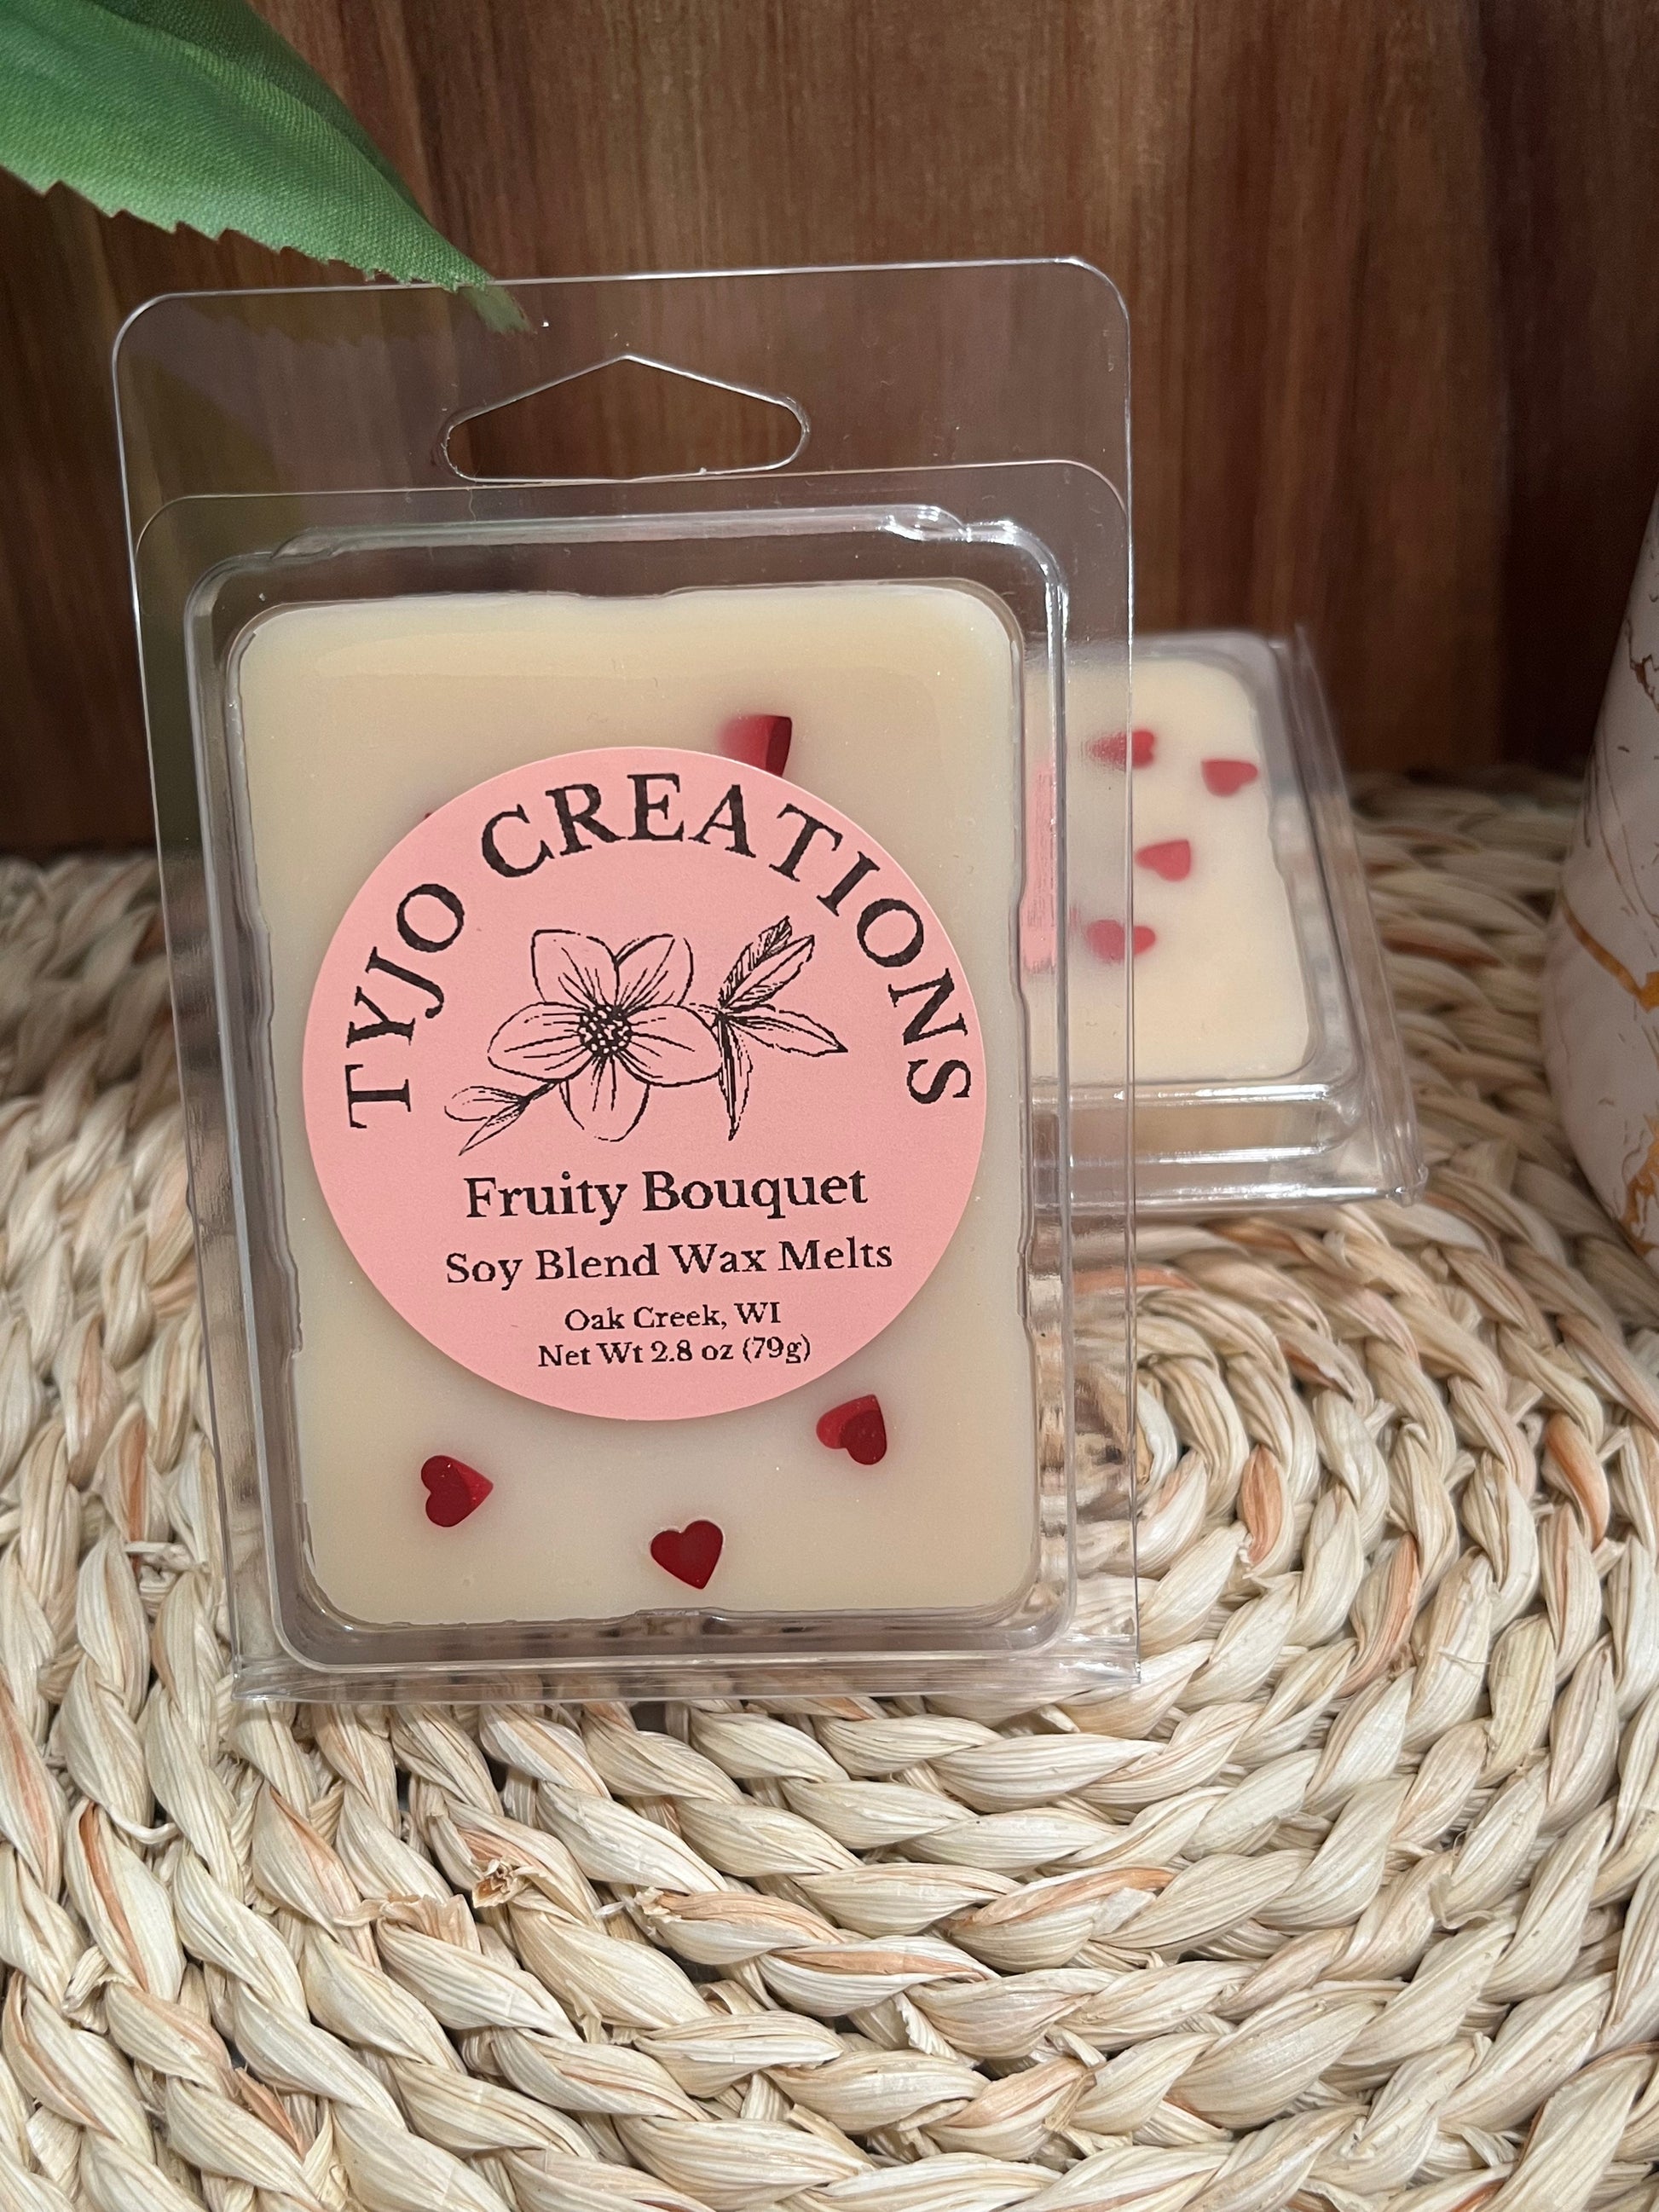 TYJO CREATIONS
Fruity Bouquet
Soy Blend Wax Melts
Oak Creek, WI
Net Wt 2.8 oz (79g)